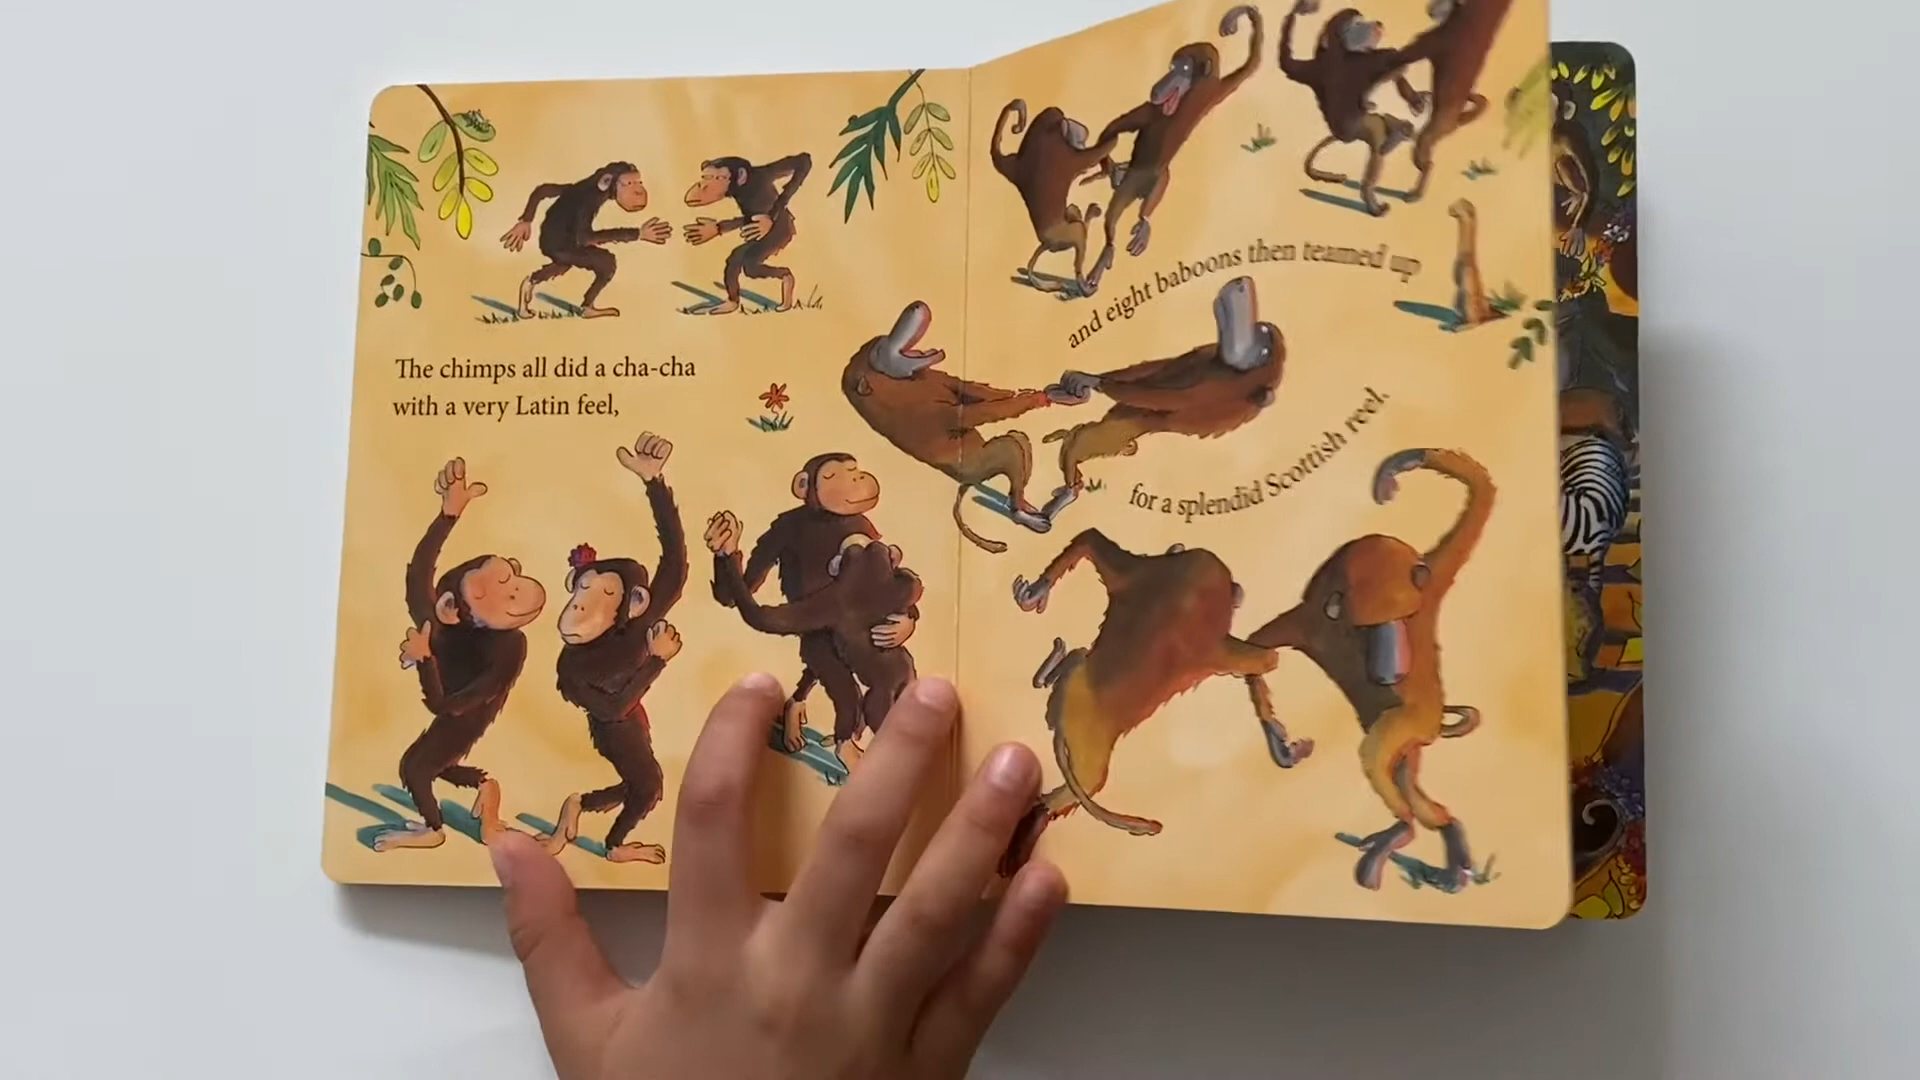 The chimps all did a cha-cha
with a very Latin feel,
and eight baboons then teamed up
for a splendid Scottish reel.